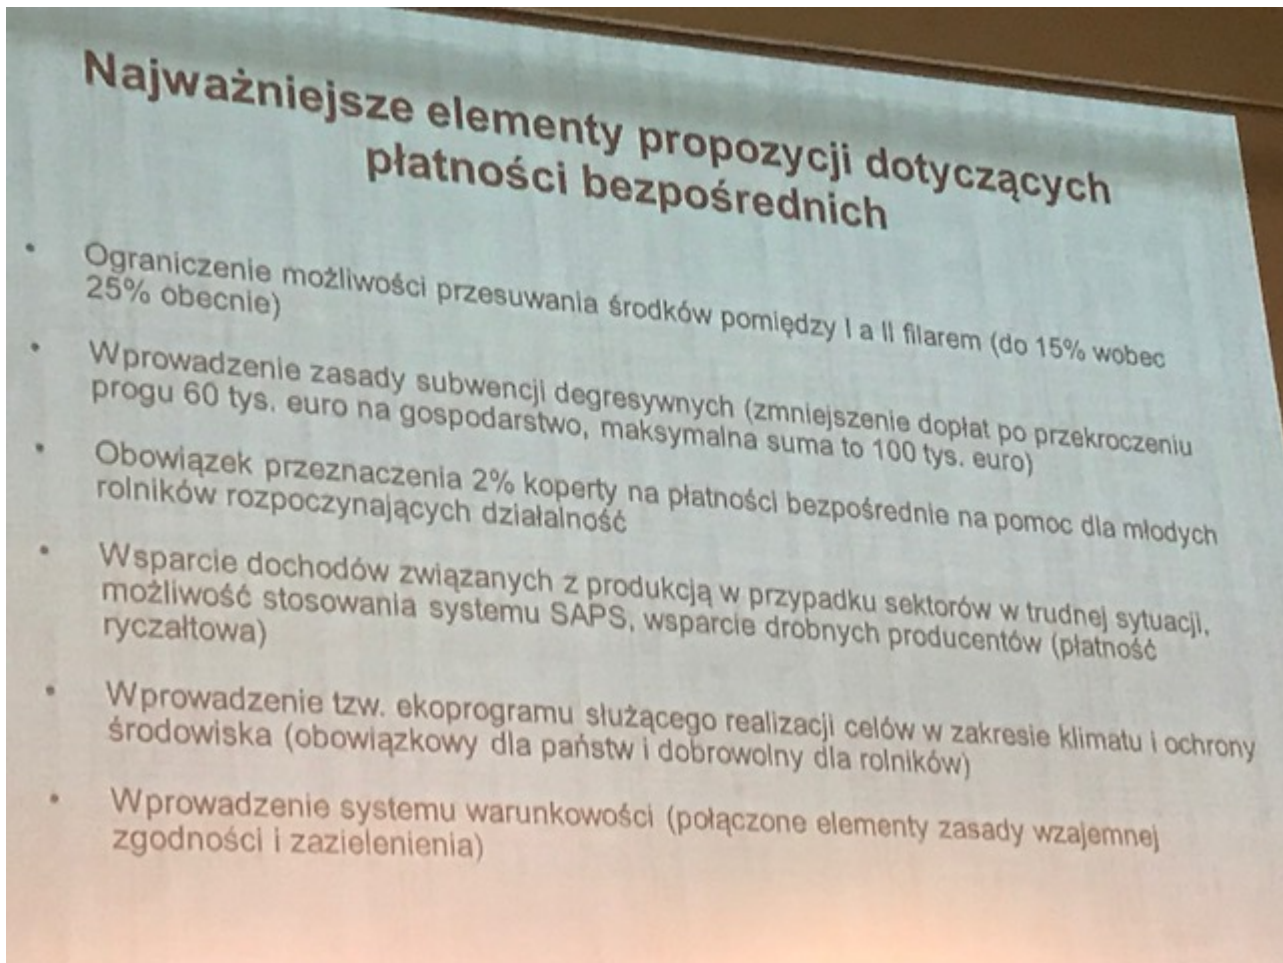 Najważniejsze elementy propozycji dotyczących
płatności bezpośrednich
• Ograniczenie możliwości przesuwania środków pomiędzy I a II filarem (do 15% wobec
25% obecnie)
• Wprowadzenie zasady subwencji degresywnych (zmniejszenie dopłat po przekroczeniu
progu 60 tys. euro na gospodarstwo, maksymalna suma to 100 tys. euro)
• Obowiązek przeznaczenia 2% koperty na płatności bezpośrednie na pomoc dla młodych
rolników rozpoczynających działalność
• Wsparcie dochodów związanych z produkcją w przypadku sektorów w trudnej sytuacji,
możliwość stosowania systemu SAPS, wsparcie drobnych producentów (płatność
ryczałtowa)
• Wprowadzenie tzw. ekoprogramu służącego realizacji celów w zakresie klimatu i ochrony
środowiska (obowiązkowy dla państw i dobrowolny dla rolników)
• Wprowadzenie systemu warunkowości (połączone elementy zasady wzajemnej
zgodności i zazielenienia)